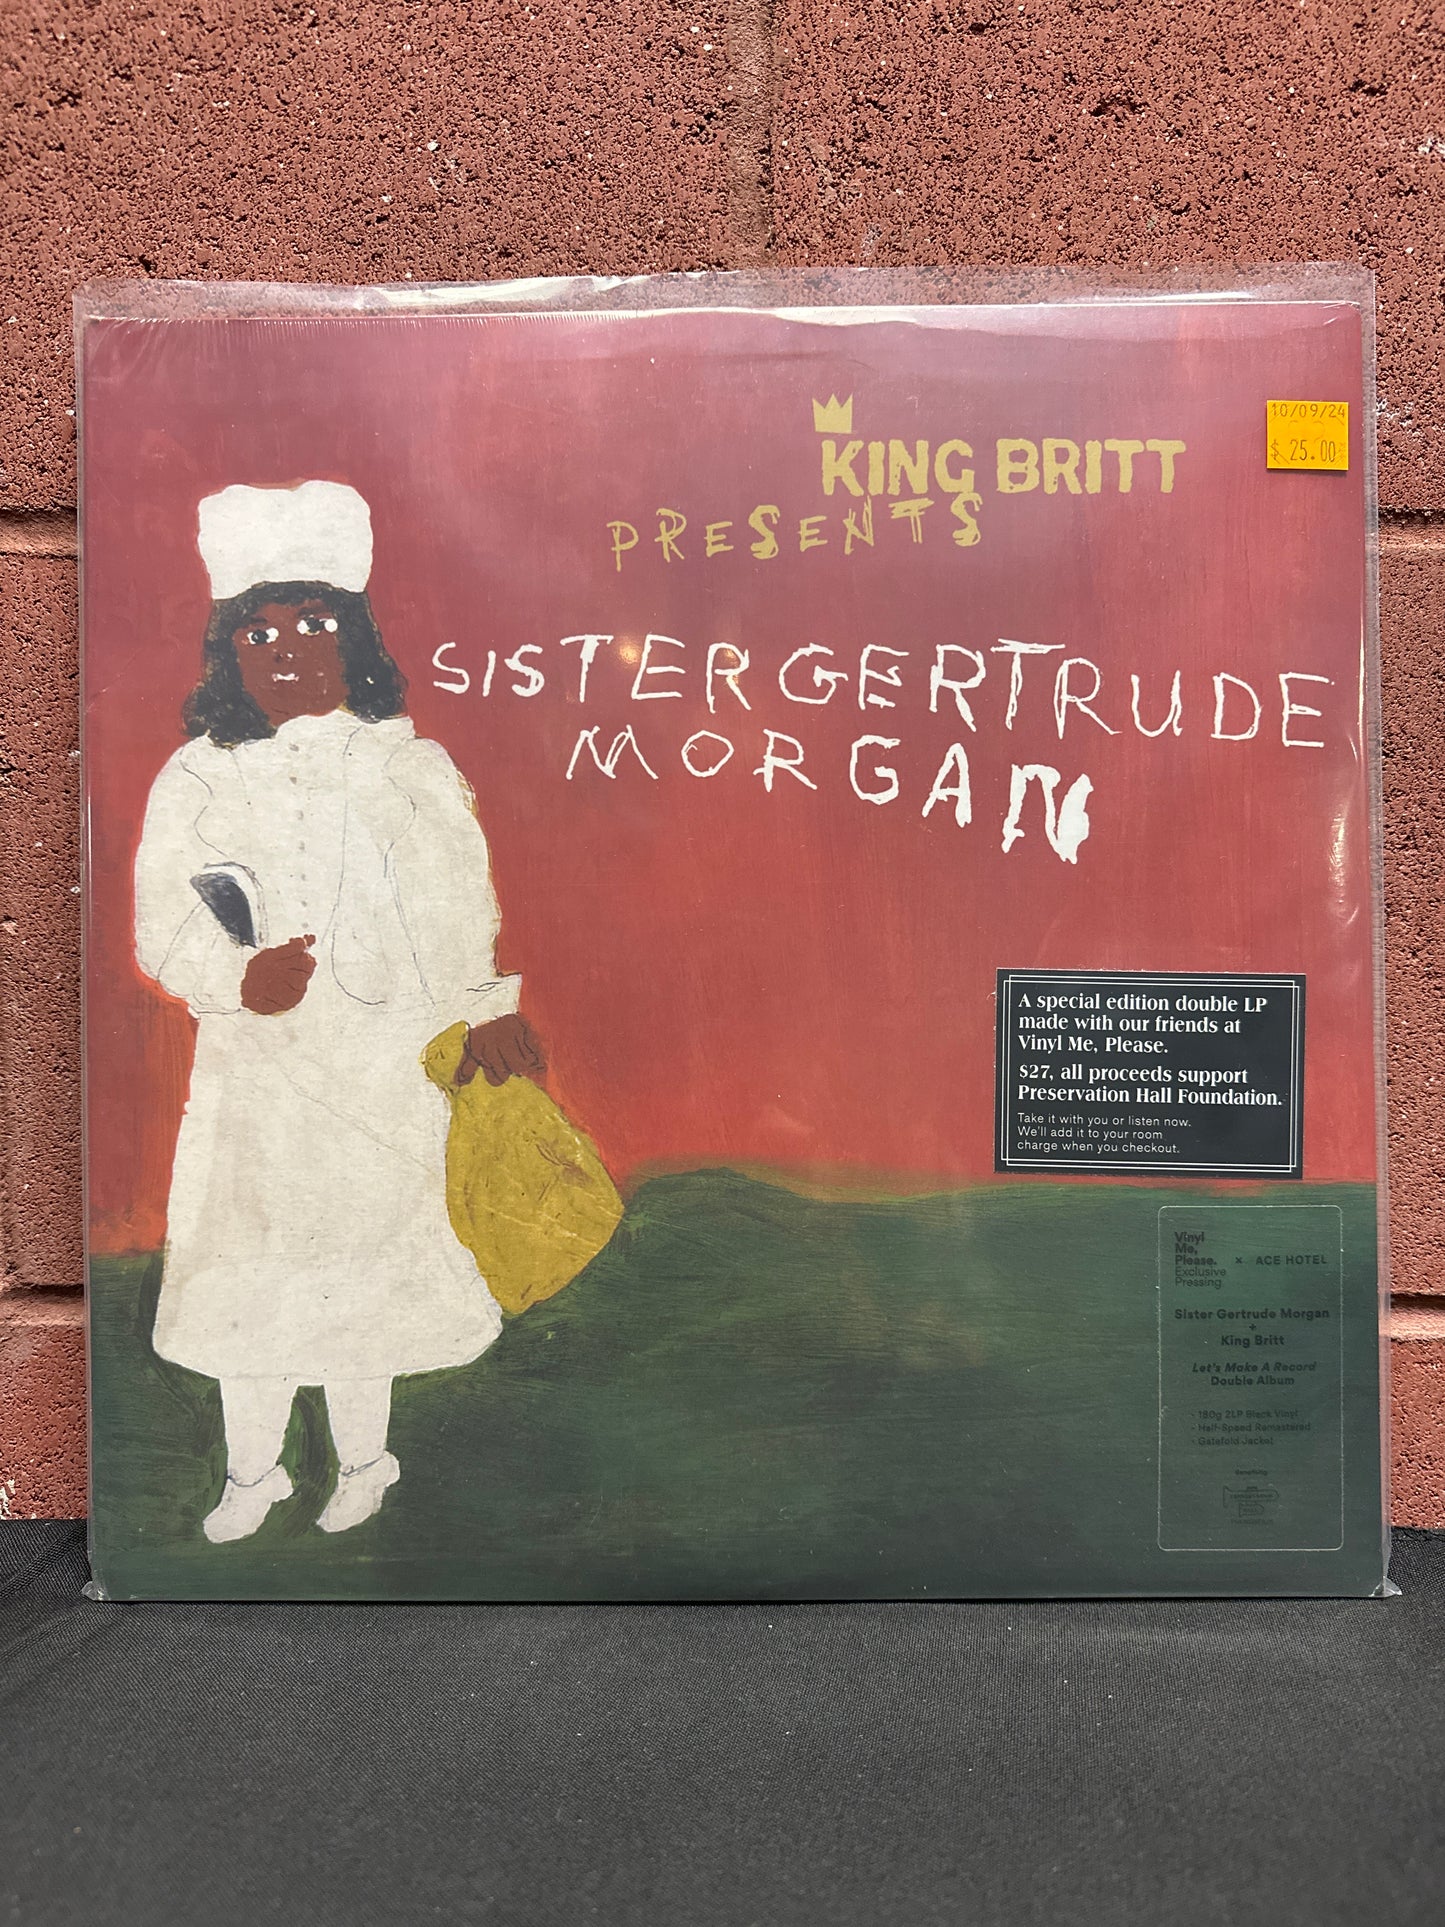 10/09/24
$ 25.00
KING BRITT
PRESENTS
SISTER GERTRUDE
MORGAN
A special edition double LP
made with our friends at
Vinyl Me, Please.
$27, all proceeds support
Preservation Hall Foundation.
Take it with you or listen now.
We'll add it to your room
charge when you checkout.
Vinyl
Me,
Please.
Exclusive
Pressing
x ACE HOTEL
Sister Gertrude Morgan
+
King Britt
Let's Make A Record
Double Album
- 180g 2LP Black Vinyl
- Half-Speed Remastered
- Gatefold Jacket
Benefiting